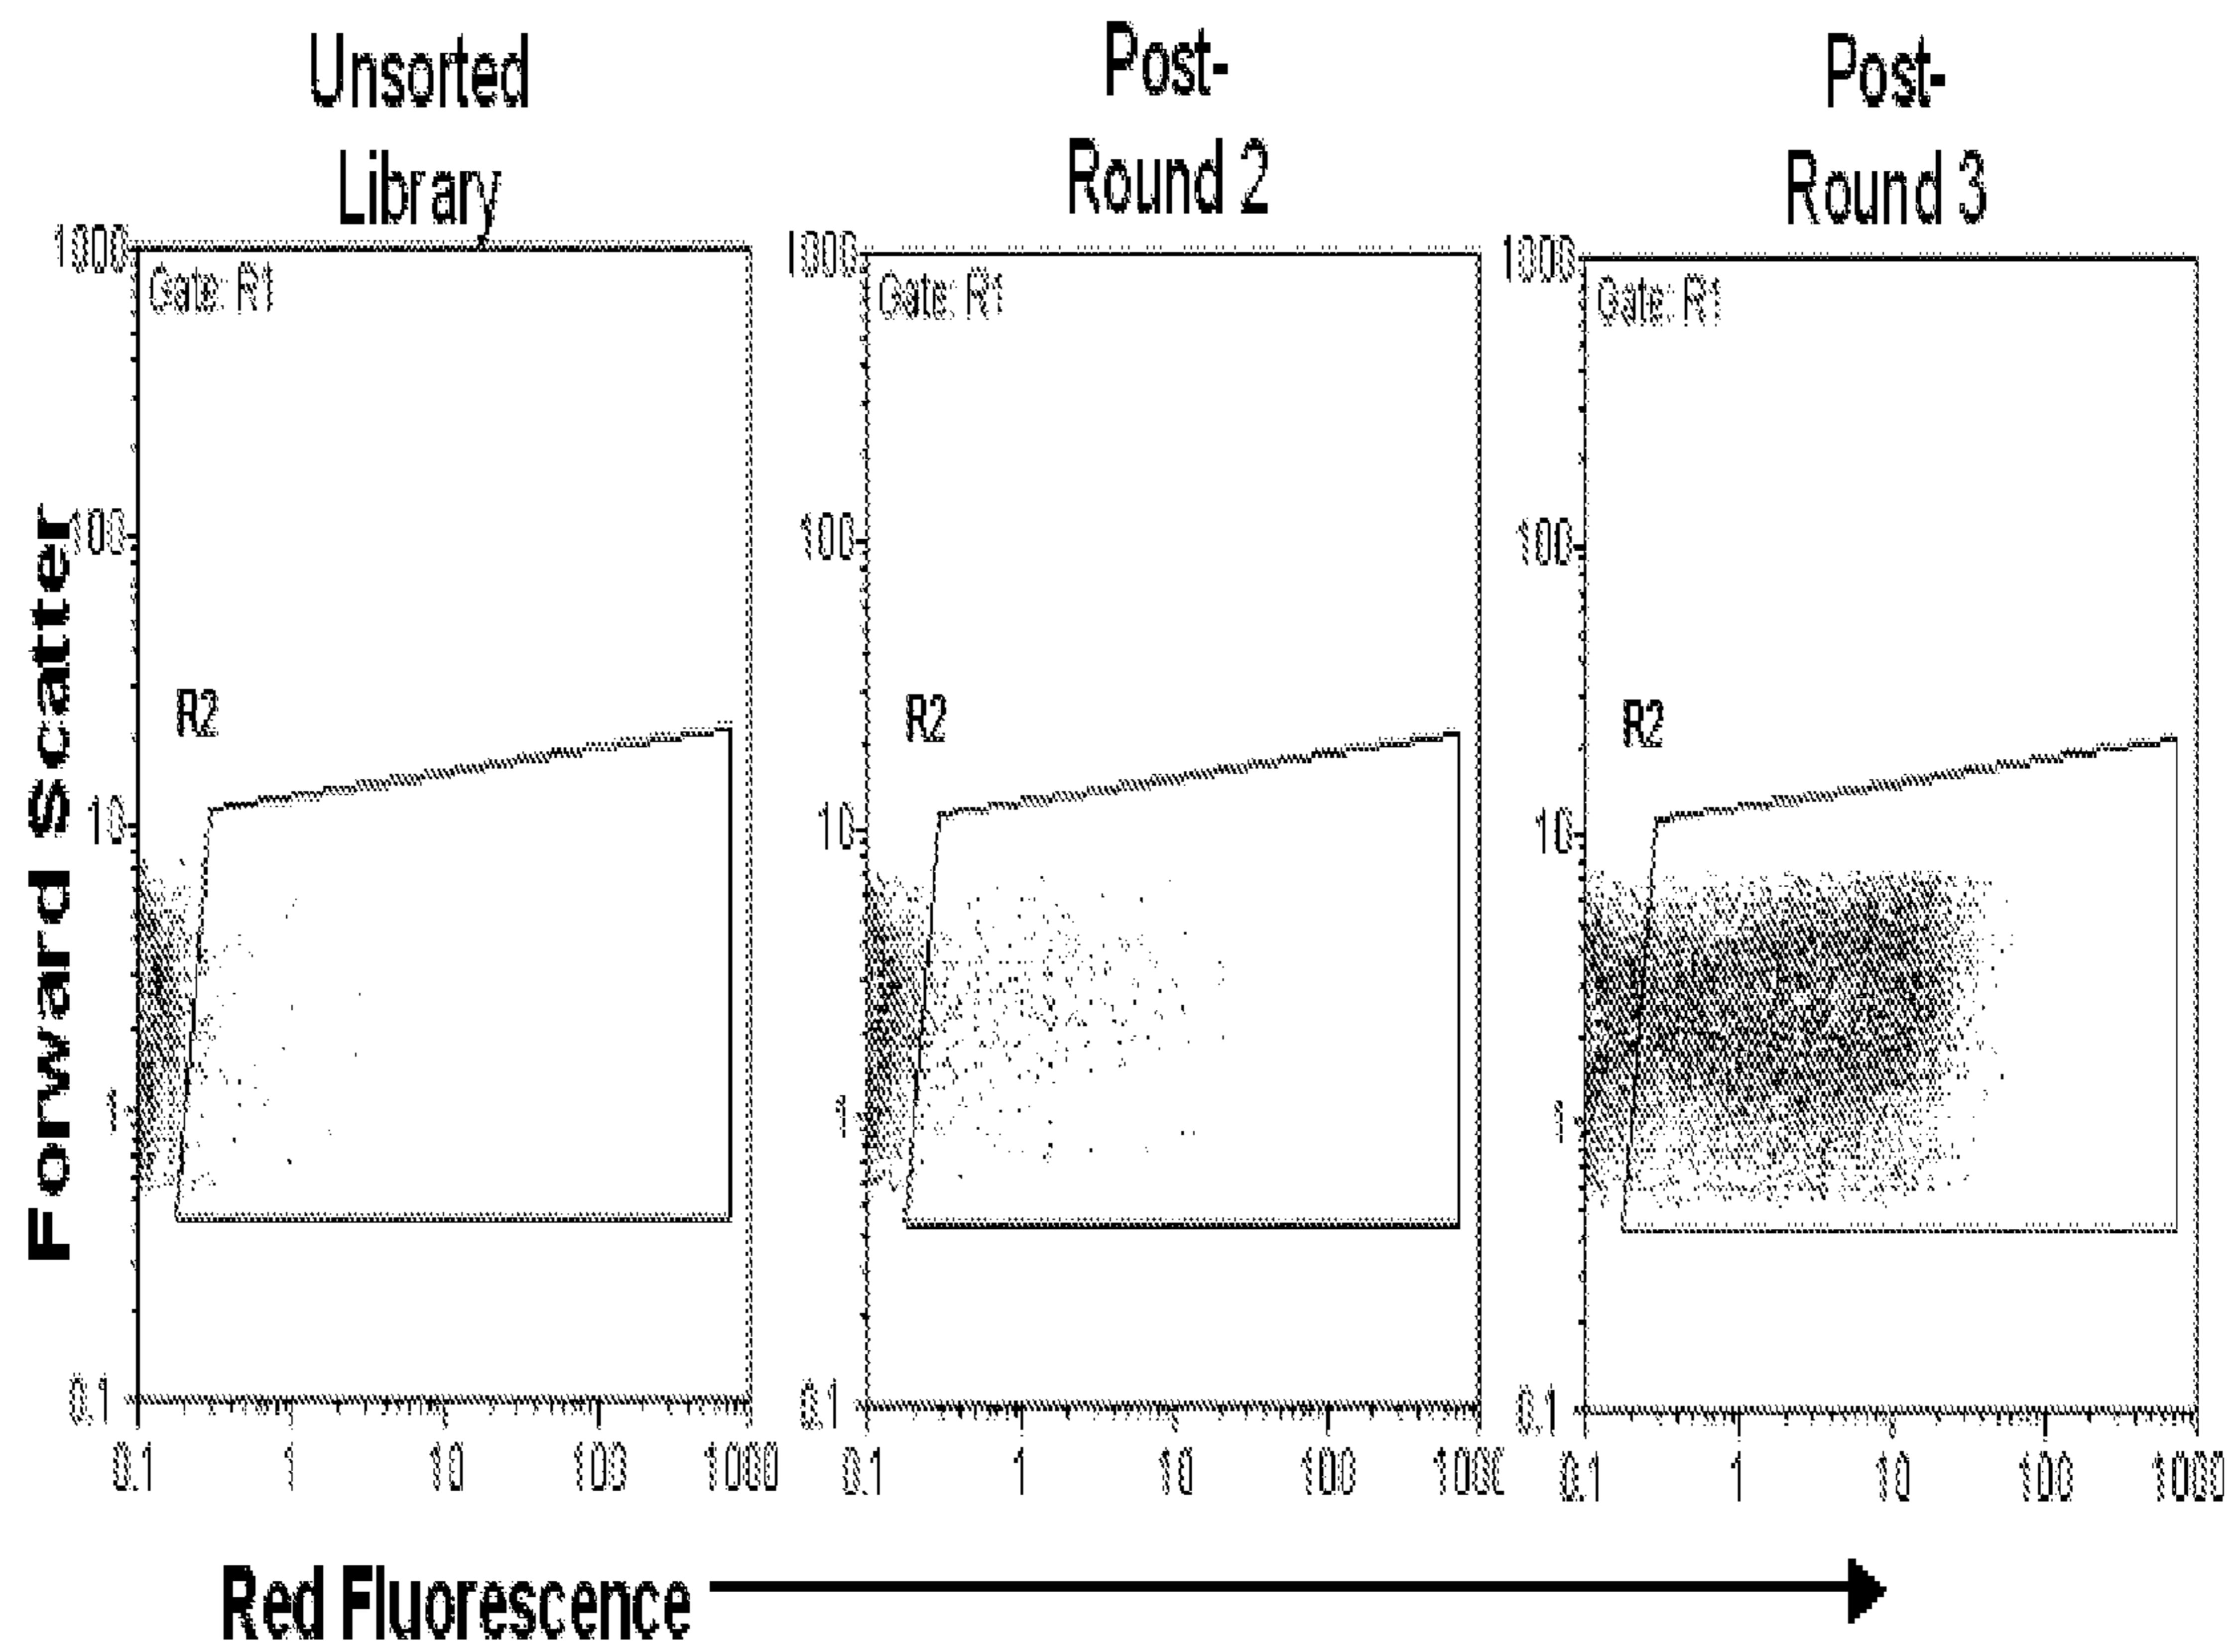 Unsorted
Library
Post-
Round 2
Post-
Round 3
Forward Scatter
1000
Gate: R1
100
R2
10
1
0.1
0.1 1 10 100 1000
1000
Gate: R1
100
R2
10
1
0.1
0.1 1 10 100 1000
1000
Gate: R1
100
R2
10
1
0.1
0.1 1 10 100 1000
Red Fluorescence